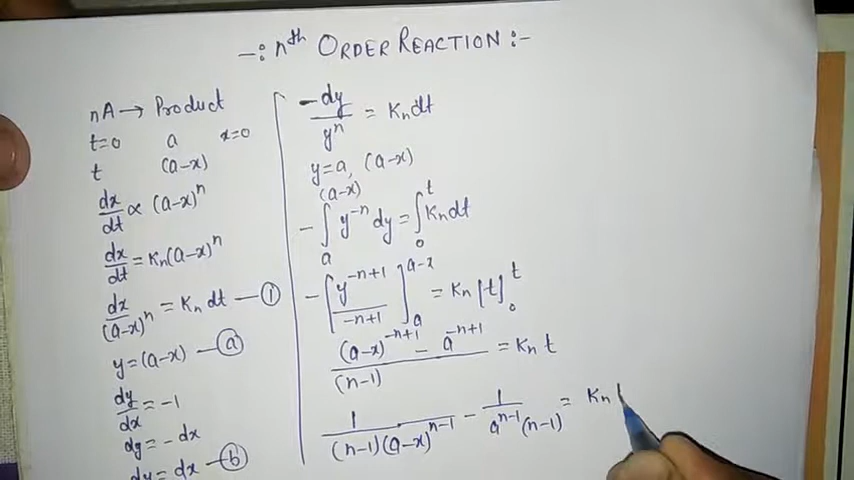 -: nth ORDER REACTION :-
nA → Product
t=0 a x=0
t (a-x)
dx/dt ∝ (a-x)^n
dx/dt = Kn(a-x)^n
dx/(a-x)^n = Kn dt — ①
y=(a-x) — ⓐ
dy/dx = -1
dy = -dx
dy = dx — ⓑ
-dy/y^n = Kn dt
y=a, (a-x)
-∫_a^(a-x) y^-n dy = ∫_0^t Kn dt
-[y^-n+1/-n+1]_a^a-x = Kn [t]_0^t
(a-x)^-n+1 - a^-n+1/(n-1) = Kn t
1/(n-1)(a-x)^n-1 - 1/a^n-1(n-1) = Kn